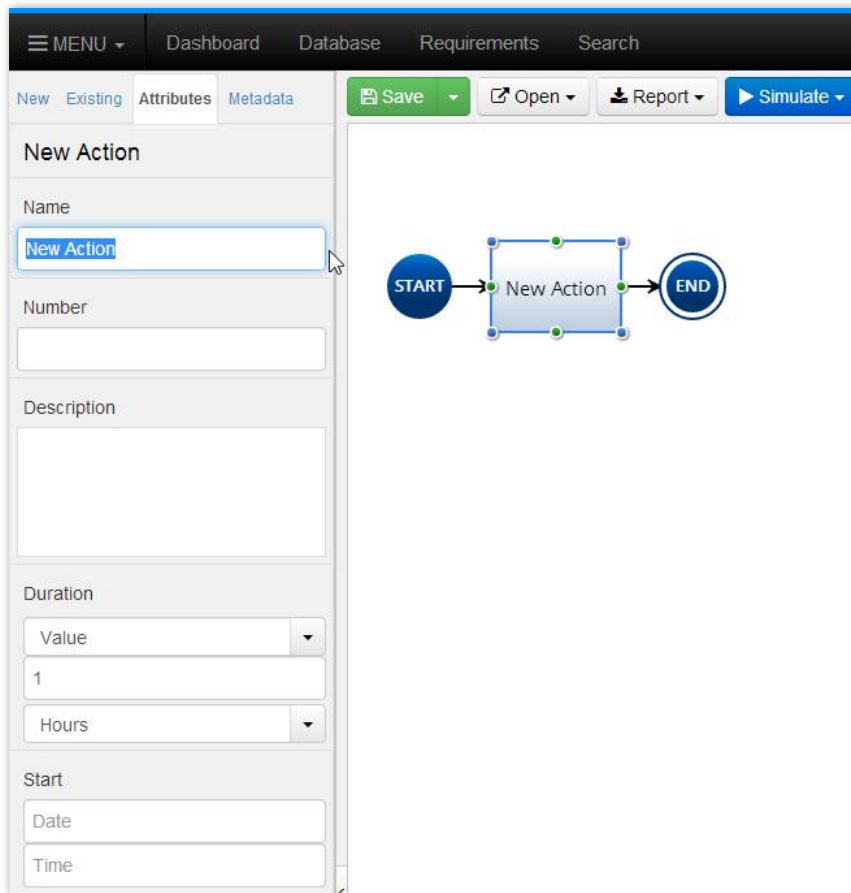 MENU Dashboard Database Requirements Search
New Existing Attributes Metadata
Save Open Report Simulate
New Action
Name
New Action
Number
Description
Duration
Value
1
Hours
Start
Date
Time
START New Action END